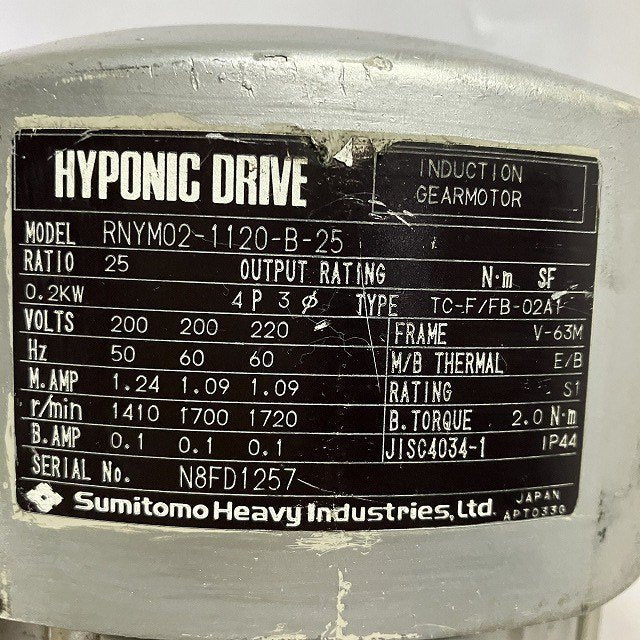 HYPONIC DRIVE
INDUCTION
GEARMOTOR
MODEL RNYM02-1120-B-25
RATIO 25 OUTPUT RATING N·m SF
0.2KW 4P 3φ TYPE TC-F/FB-02A1
VOLTS 200 200 220 FRAME V-63M
Hz 50 60 60 M/B THERMAL E/B
M.AMP 1.24 1.09 1.09 RATING S1
r/min 1410 1700 1720 B.TORQUE 2.0 N·m
B.AMP 0.1 0.1 0.1 JISC4034-1 IP44
SERIAL No. N8FD1257
Sumitomo Heavy Industries, Ltd. JAPAN
APT033G